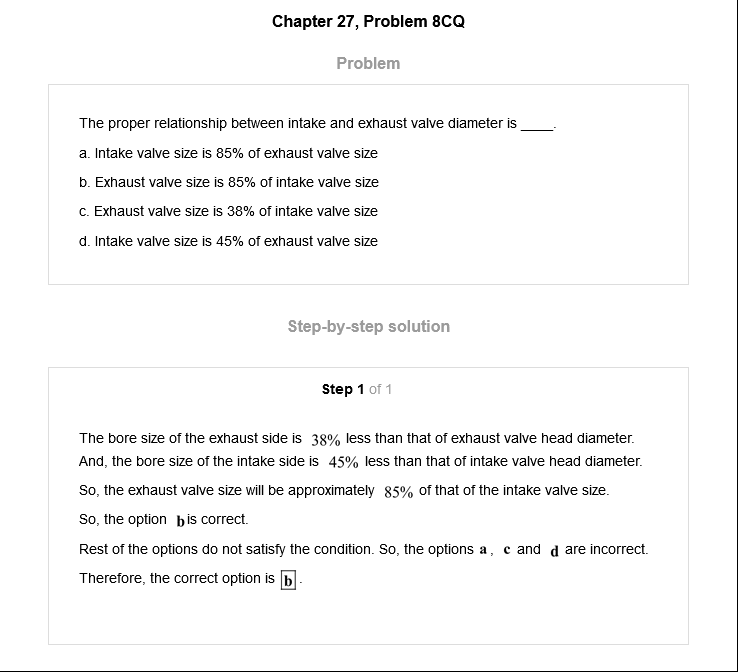 Chapter 27, Problem 8CQ
Problem
The proper relationship between intake and exhaust valve diameter is ____.
a. Intake valve size is 85% of exhaust valve size
b. Exhaust valve size is 85% of intake valve size
c. Exhaust valve size is 38% of intake valve size
d. Intake valve size is 45% of exhaust valve size
Step-by-step solution
Step 1 of 1
The bore size of the exhaust side is 38% less than that of exhaust valve head diameter.
And, the bore size of the intake side is 45% less than that of intake valve head diameter.
So, the exhaust valve size will be approximately 85% of that of the intake valve size.
So, the option b is correct.
Rest of the options do not satisfy the condition. So, the options a, c and d are incorrect.
Therefore, the correct option is b.